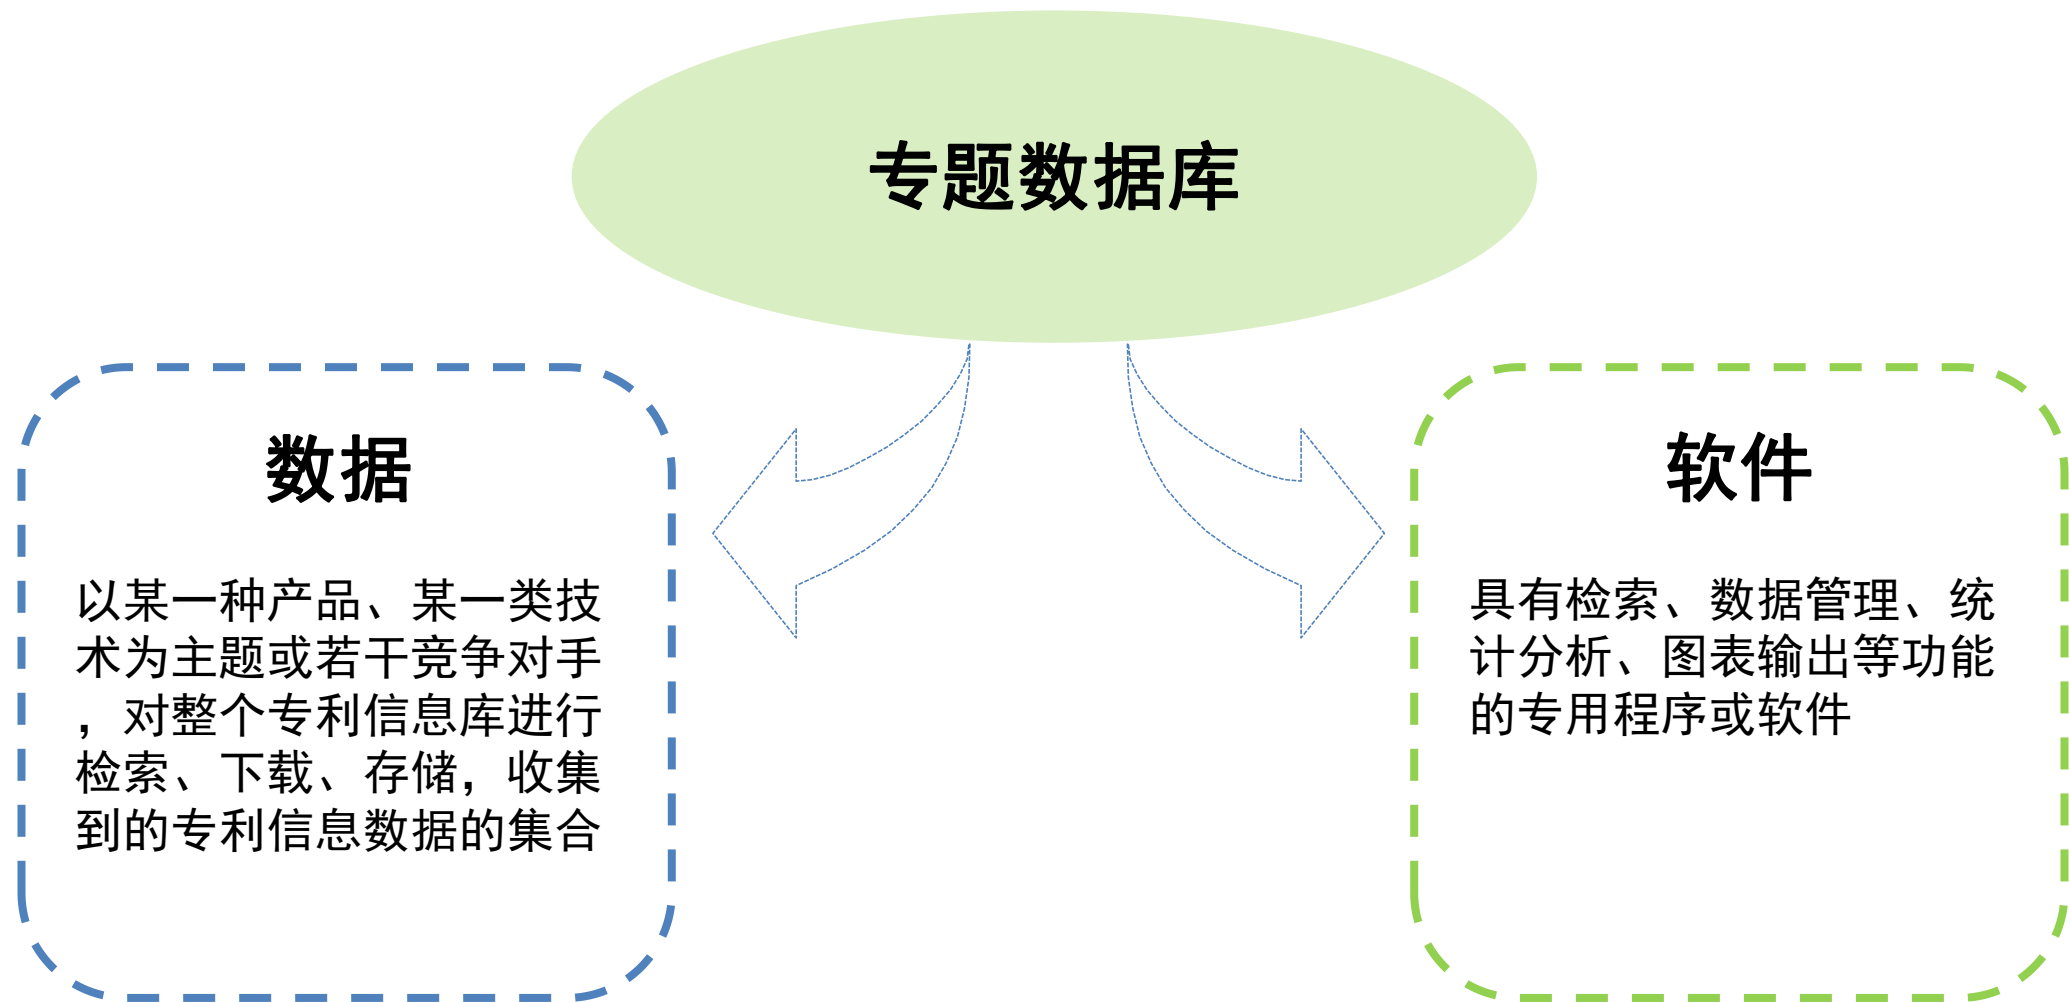 专题数据库
数据
以某一种产品、某一类技
术为主题或若干竞争对手
，对整个专利信息库进行
检索、下载、存储，收集
到的专利信息数据的集合
软件
具有检索、数据管理、统
计分析、图表输出等功能
的专用程序或软件